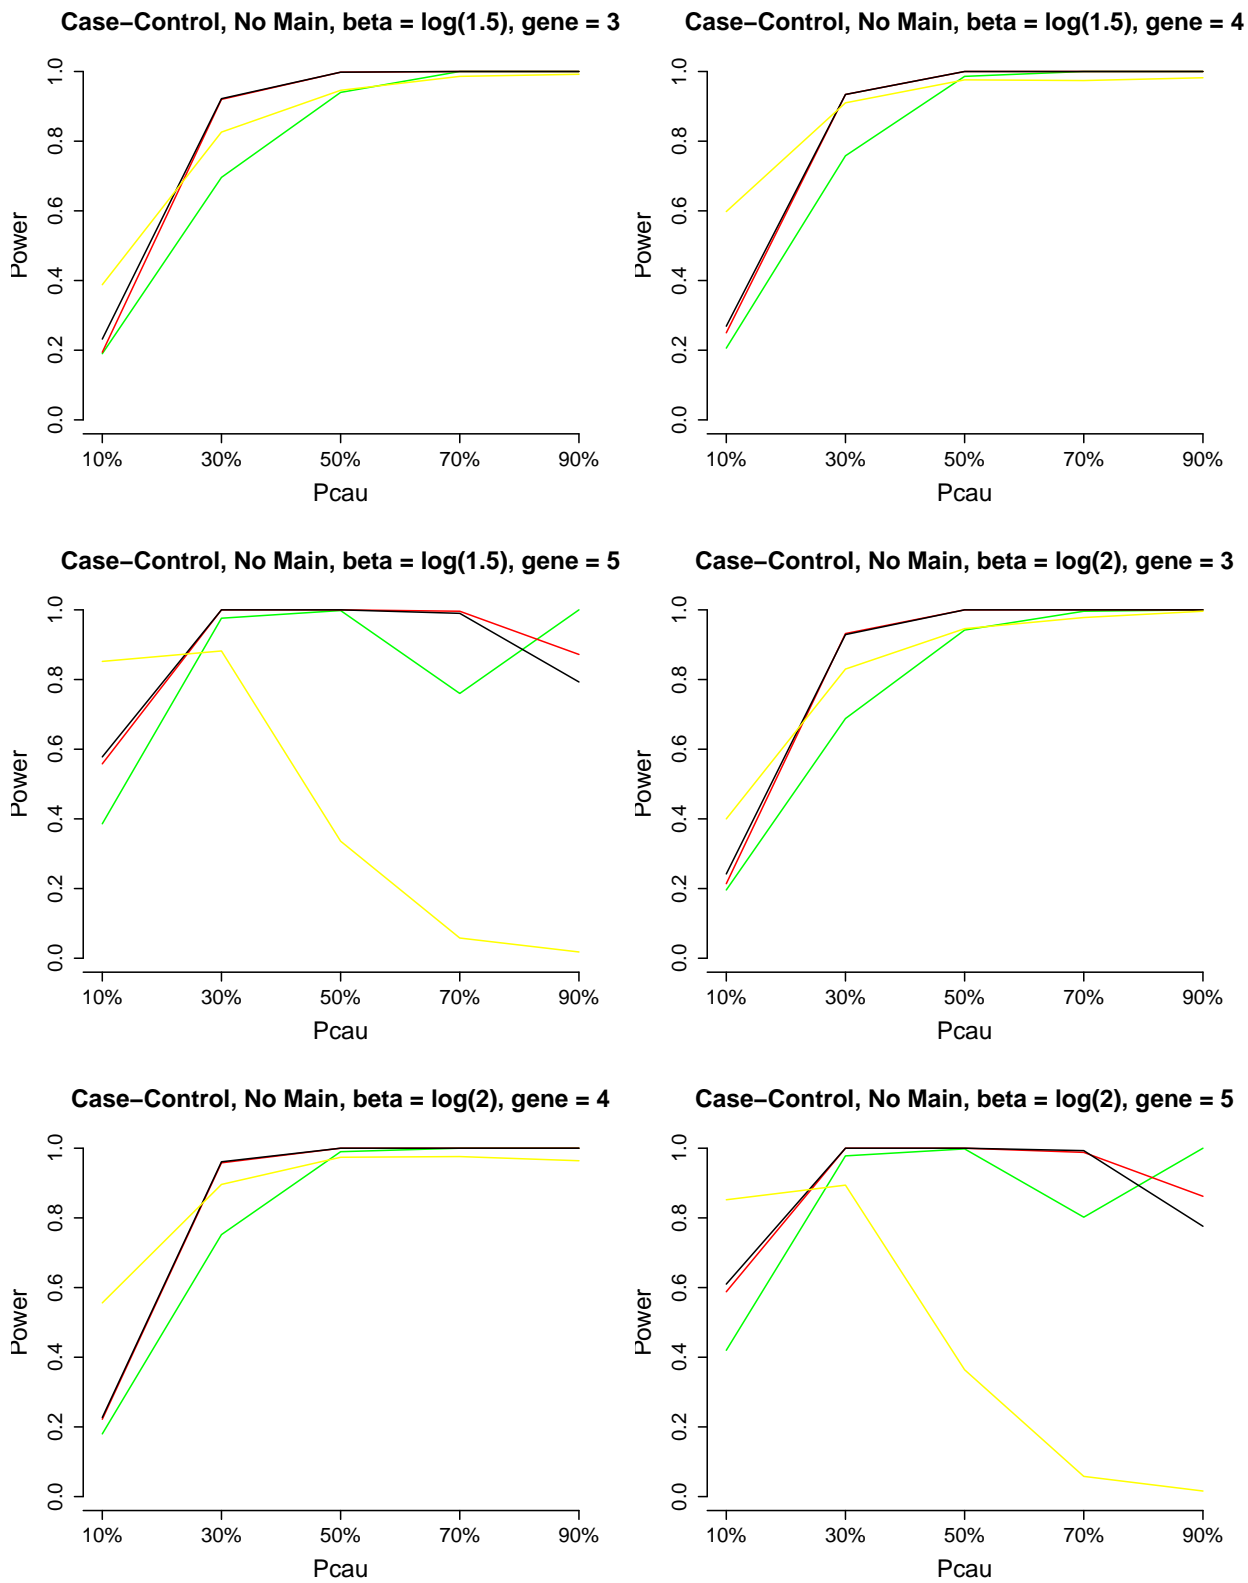 Case−Control, No Main, beta = log(1.5), gene = 3
1.0
0.8
0.6
0.4
0.2
0.0
Power
10% 30% 50% 70% 90%
Pcau
Case−Control, No Main, beta = log(1.5), gene = 4
1.0
0.8
0.6
0.4
0.2
0.0
Power
10% 30% 50% 70% 90%
Pcau
Case−Control, No Main, beta = log(1.5), gene = 5
1.0
0.8
0.6
0.4
0.2
0.0
Power
10% 30% 50% 70% 90%
Pcau
Case−Control, No Main, beta = log(2), gene = 3
1.0
0.8
0.6
0.4
0.2
0.0
Power
10% 30% 50% 70% 90%
Pcau
Case−Control, No Main, beta = log(2), gene = 4
1.0
0.8
0.6
0.4
0.2
0.0
Power
10% 30% 50% 70% 90%
Pcau
Case−Control, No Main, beta = log(2), gene = 5
1.0
0.8
0.6
0.4
0.2
0.0
Power
10% 30% 50% 70% 90%
Pcau